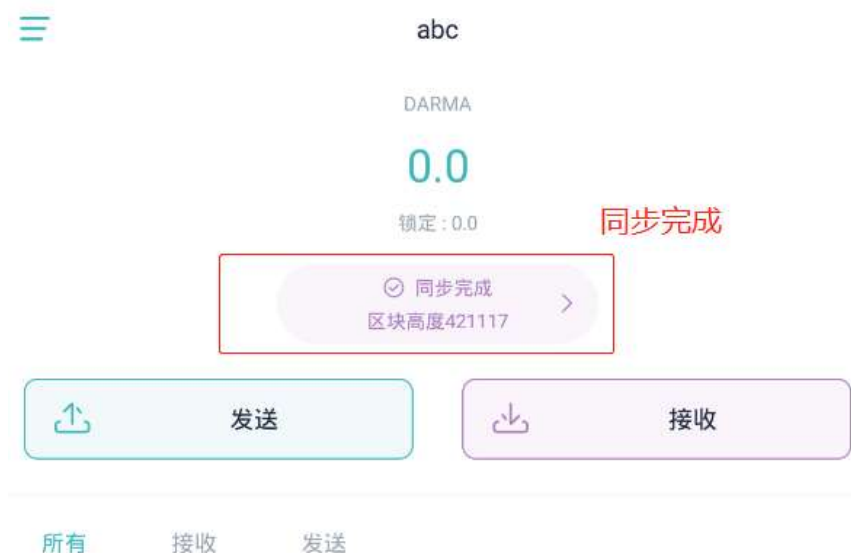 abc
DARMA
0.0
锁定 : 0.0
同步完成
同步完成
区块高度421117
发送
接收
所有
接收
发送